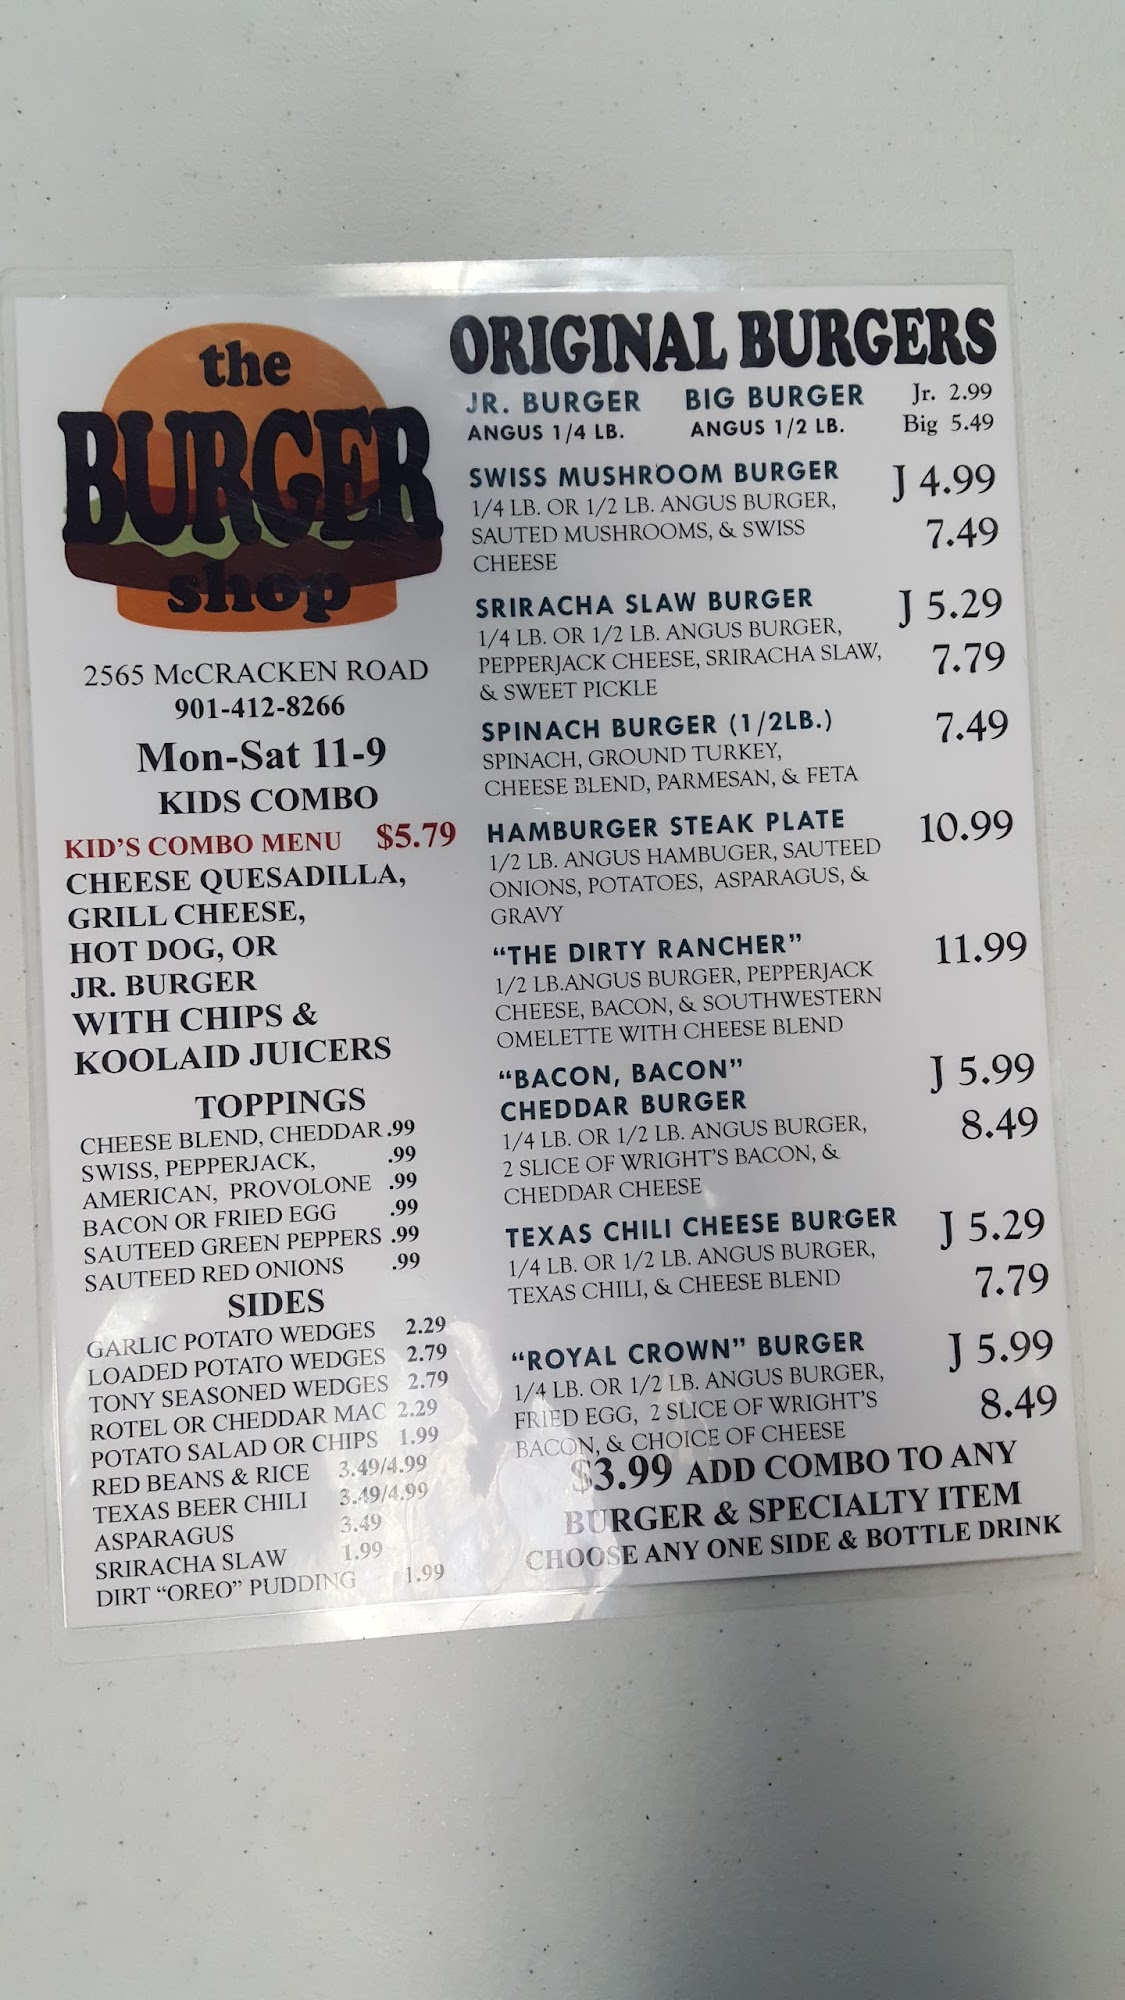 the
BURGER
shop
2565 McCRACKEN ROAD
901-412-8266
Mon-Sat 11-9
KIDS COMBO
KID'S COMBO MENU $5.79
CHEESE QUESADILLA,
GRILL CHEESE,
HOT DOG, OR
JR. BURGER
WITH CHIPS &
KOOLAID JUICERS
TOPPINGS
CHEESE BLEND, CHEDDAR .99
SWISS, PEPPERJACK, .99
AMERICAN, PROVOLONE .99
BACON OR FRIED EGG .99
SAUTEED GREEN PEPPERS .99
SAUTEED RED ONIONS .99
SIDES
GARLIC POTATO WEDGES 2.29
LOADED POTATO WEDGES 2.79
TONY SEASONED WEDGES 2.79
ROTEL OR CHEDDAR MAC 2.29
POTATO SALAD OR CHIPS 1.99
RED BEANS & RICE 3.49/4.99
TEXAS BEER CHILI 3.49/4.99
ASPARAGUS 3.49
SRIRACHA SLAW 1.99
DIRT "OREO" PUDDING 1.99
ORIGINAL BURGERS
JR. BURGER BIG BURGER Jr. 2.99
ANGUS 1/4 LB. ANGUS 1/2 LB. Big 5.49
SWISS MUSHROOM BURGER J 4.99
1/4 LB. OR 1/2 LB. ANGUS BURGER,
SAUTED MUSHROOMS, & SWISS 7.49
CHEESE
SRIRACHA SLAW BURGER J 5.29
1/4 LB. OR 1/2 LB. ANGUS BURGER,
PEPPERJACK CHEESE, SRIRACHA SLAW, 7.79
& SWEET PICKLE
SPINACH BURGER (1/2LB.) 7.49
SPINACH, GROUND TURKEY,
CHEESE BLEND, PARMESAN, & FETA
HAMBURGER STEAK PLATE 10.99
1/2 LB. ANGUS HAMBUGER, SAUTEED
ONIONS, POTATOES, ASPARAGUS, &
GRAVY
"THE DIRTY RANCHER" 11.99
1/2 LB.ANGUS BURGER, PEPPERJACK
CHEESE, BACON, & SOUTHWESTERN
OMELETTE WITH CHEESE BLEND
"BACON, BACON" J 5.99
CHEDDAR BURGER
1/4 LB. OR 1/2 LB. ANGUS BURGER, 8.49
2 SLICE OF WRIGHT'S BACON, &
CHEDDAR CHEESE
TEXAS CHILI CHEESE BURGER J 5.29
1/4 LB. OR 1/2 LB. ANGUS BURGER,
TEXAS CHILI, & CHEESE BLEND 7.79
"ROYAL CROWN" BURGER J 5.99
1/4 LB. OR 1/2 LB. ANGUS BURGER,
FRIED EGG, 2 SLICE OF WRIGHT'S 8.49
BACON, & CHOICE OF CHEESE
$3.99 ADD COMBO TO ANY
BURGER & SPECIALTY ITEM
CHOOSE ANY ONE SIDE & BOTTLE DRINK